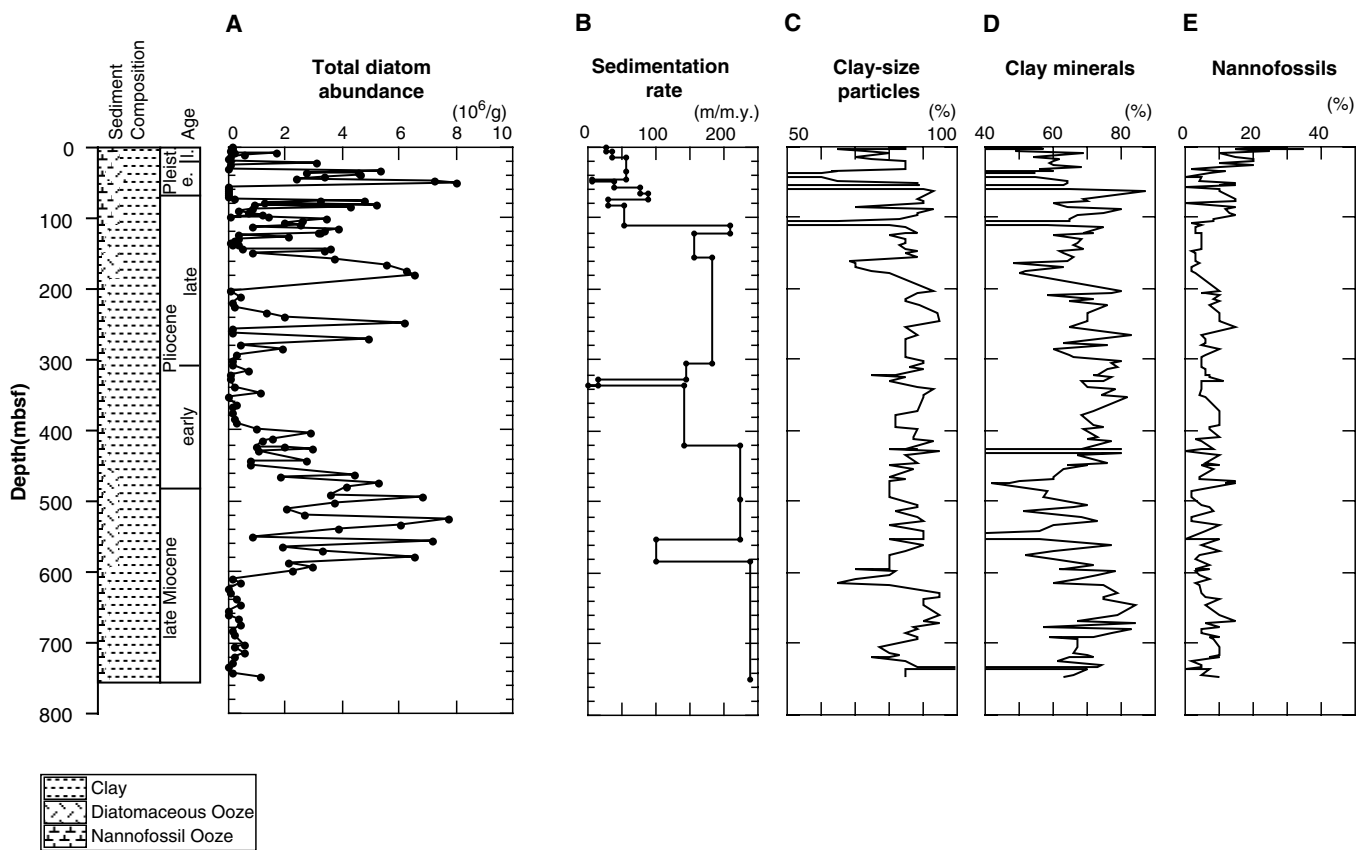 A
B
C
D
E
Sediment
Composition
Age
Total diatom
abundance
(10⁶/g)
Sedimentation
rate
(m/m.y.)
Clay-size
particles
(%)
Clay minerals
(%)
Nannofossils
(%)
0 2 4 6 8 10
0 100 200
50 100
40 60 80
0 20 40
Depth(mbsf)
0
100
200
300
400
500
600
700
800
Pleist.
e. l.
Pliocene
late
early
late Miocene
Clay
Diatomaceous Ooze
Nannofossil Ooze